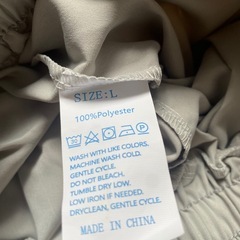 SIZE:L
100%Polyester
WASH WITH LIKE COLORS,
MACHINE WASH COLD.
GENTLE CYCLE.
DO NOT BLEACH.
TUMBLE DRY LOW.
LOW IRON IF NEEDED.
DRYCLEAN, GENTLE CYCLE.
MADE IN CHINA